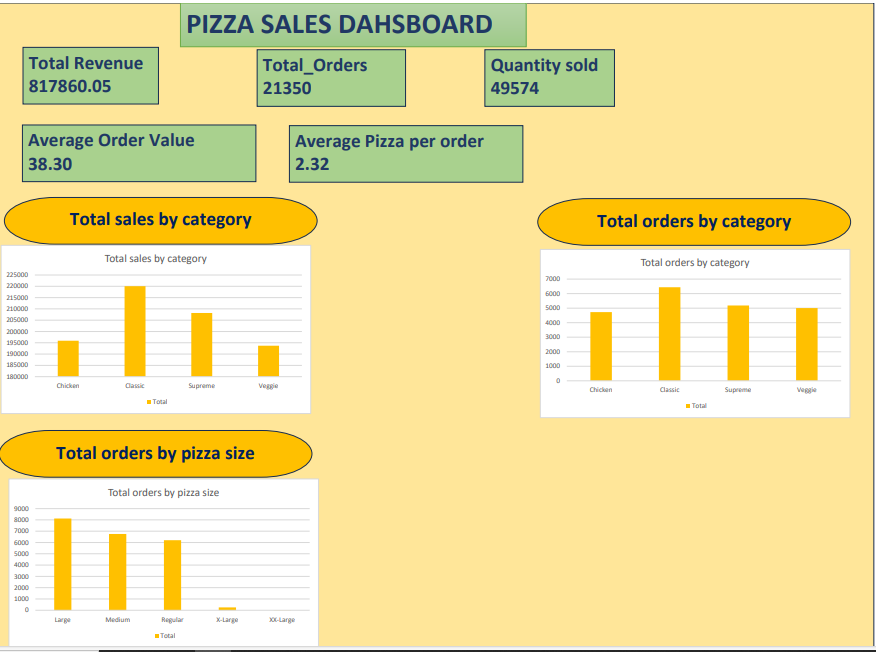 PIZZA SALES DAHSBOARD
Total Revenue
817860.05
Total_Orders
21350
Quantity sold
49574
Average Order Value
38.30
Average Pizza per order
2.32
Total sales by category
Total sales by category
225000
220000
215000
210000
205000
200000
195000
190000
185000
180000
Chicken Classic Supreme Veggie
Total
Total orders by category
Total orders by category
7000
6000
5000
4000
3000
2000
1000
0
Chicken Classic Supreme Veggie
Total
Total orders by pizza size
Total orders by pizza size
9000
8000
7000
6000
5000
4000
3000
2000
1000
0
Large Medium Regular X-Large XX-Large
Total